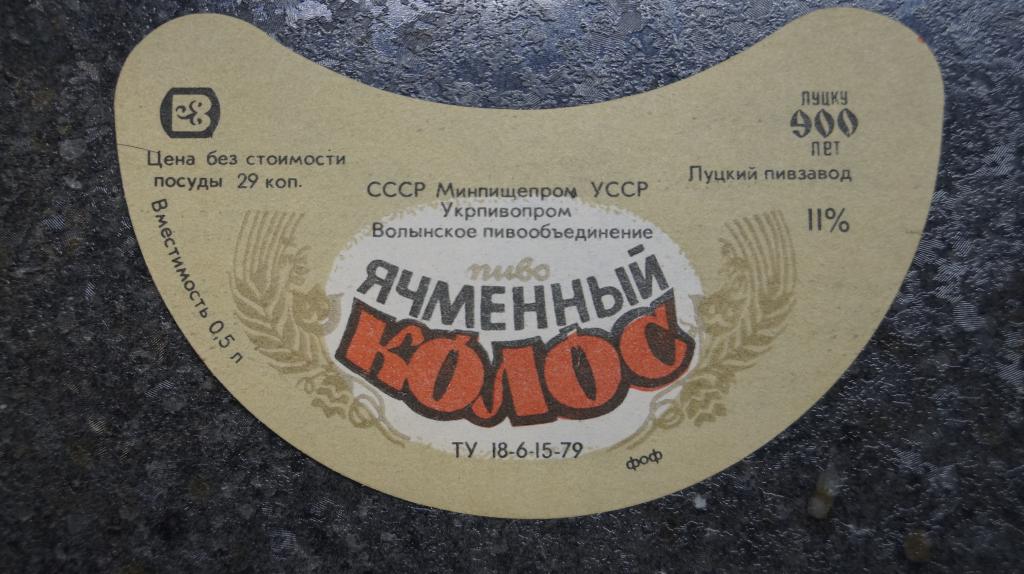 Цена без стоимости
посуды 29 коп.
Вместимость 0,5 л
СССР Минпищепром УССР
Укрпивопром
Волынское пивообъединение
пиво
ЯЧМЕННЫЙ
КОЛОС
ТУ 18-6-15-79
фоф
ЛУЦКУ
900
лет
Луцкий пивзавод
11%